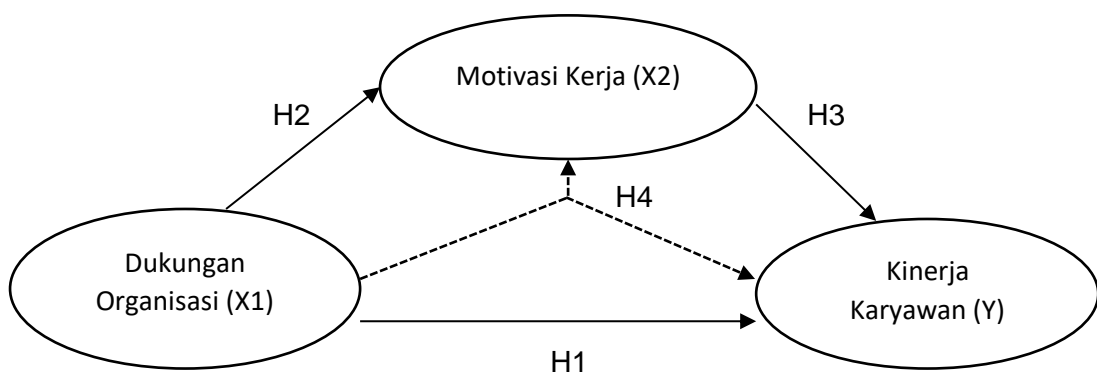 Motivasi Kerja (X2)
H2
H3
H4
Dukungan
Organisasi (X1)
Kinerja
Karyawan (Y)
H1